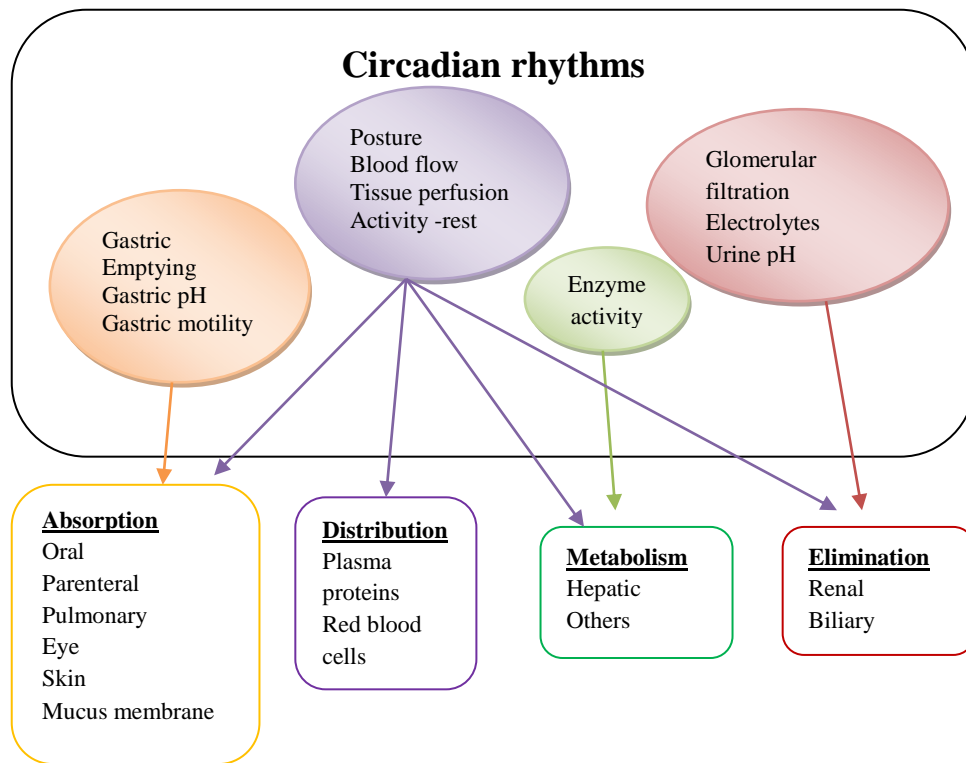 Circadian rhythms
Posture
Blood flow
Tissue perfusion
Activity -rest
Glomerular
filtration
Electrolytes
Urine pH
Gastric
Emptying
Gastric pH
Gastric motility
Enzyme
activity
Absorption
Oral
Parenteral
Pulmonary
Eye
Skin
Mucus membrane
Distribution
Plasma
proteins
Red blood
cells
Metabolism
Hepatic
Others
Elimination
Renal
Biliary